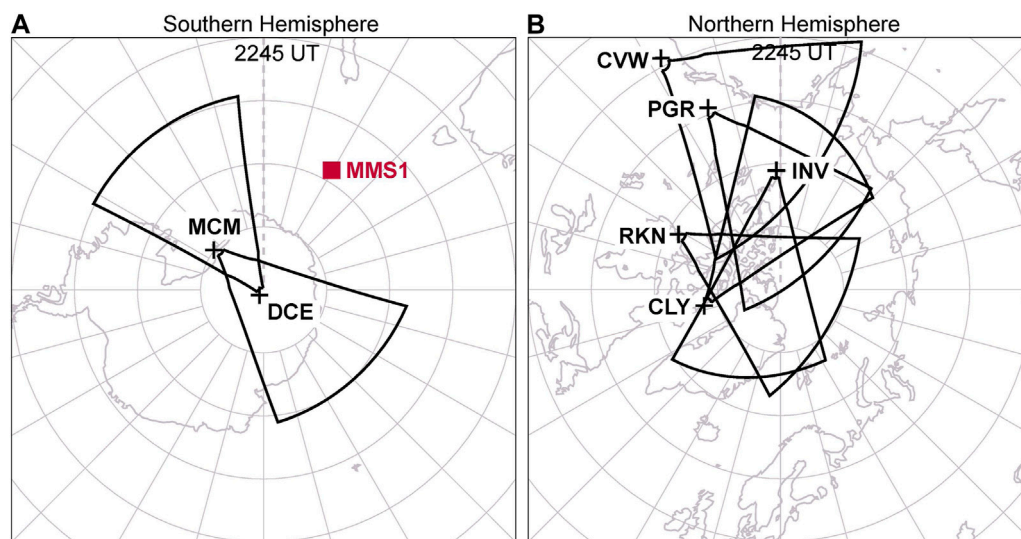 A
Southern Hemisphere
2245 UT
MMS1
MCM
DCE
B
Northern Hemisphere
2245 UT
CVW
PGR
INV
RKN
CLY